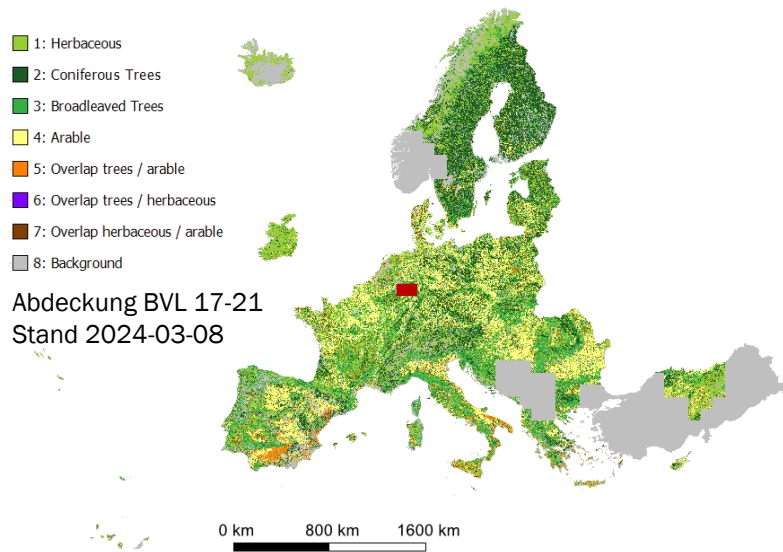 1: Herbaceous
2: Coniferous Trees
3: Broadleaved Trees
4: Arable
5: Overlap trees / arable
6: Overlap trees / herbaceous
7: Overlap herbaceous / arable
8: Background
Abdeckung BVL 17-21
Stand 2024-03-08
0 km 800 km 1600 km